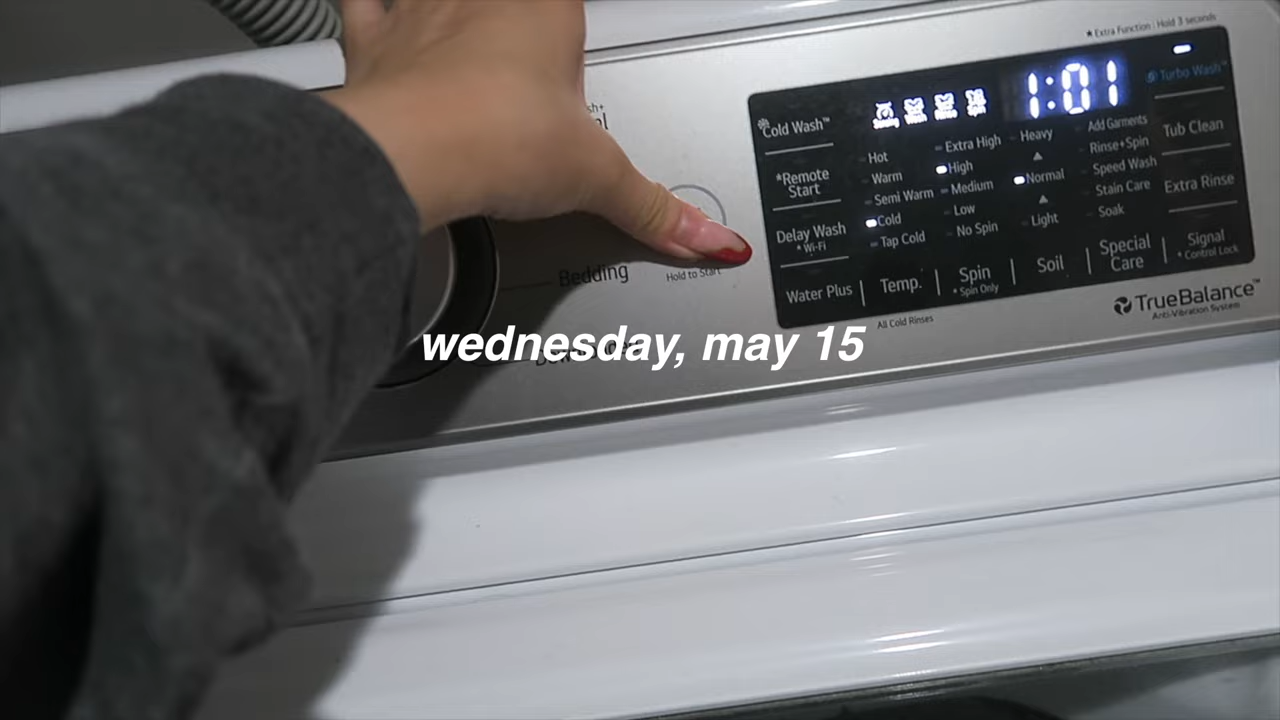 ★ Extra Function : Hold 3 seconds
Cold Wash™
1:01
Turbo Wash™
*Remote
Start
Hot
Warm
Semi Warm
Cold
Tap Cold
Extra High
High
Medium
Low
No Spin
Heavy
Normal
Light
Add Garments
Rinse+Spin
Speed Wash
Stain Care
Soak
Tub Clean
Extra Rinse
Delay Wash
* Wi-Fi
Water Plus
Temp.
Spin
* Spin Only
Soil
Special
Care
Signal
* Control Lock
All Cold Rinses
TrueBalance™
Anti-Vibration System
Bedding
Hold to Start
wednesday, may 15